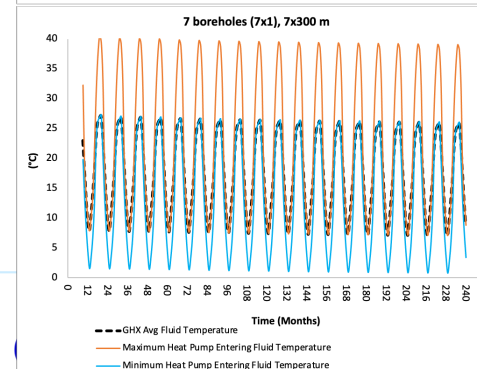 7 boreholes (7x1), 7x300 m
40
35
30
25
20
15
10
5
0
(°C)
0 12 24 36 48 60 72 84 96 108 120 132 144 156 168 180 192 204 216 228 240
Time (Months)
GHX Avg Fluid Temperature
Maximum Heat Pump Entering Fluid Temperature
Minimum Heat Pump Entering Fluid Temperature